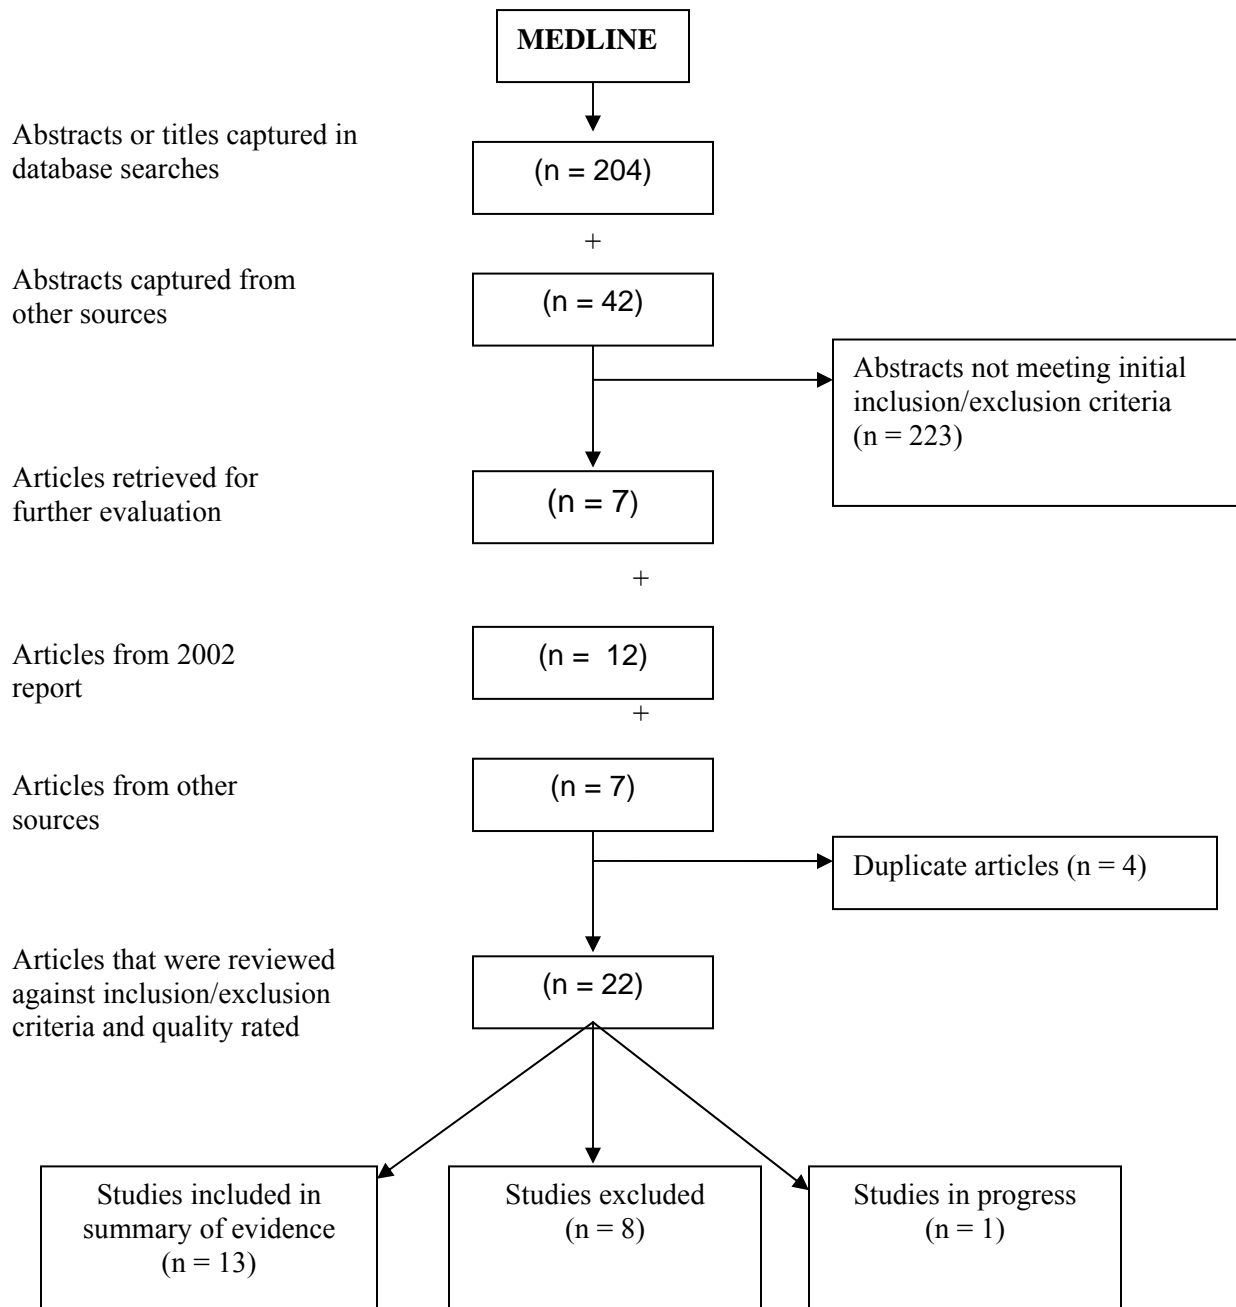 MEDLINE
Abstracts or titles captured in
database searches
(n = 204)
+
Abstracts captured from
other sources
(n = 42)
Abstracts not meeting initial
inclusion/exclusion criteria
(n = 223)
Articles retrieved for
further evaluation
(n = 7)
+
Articles from 2002
report
(n =  12)
+
Articles from other
sources
(n = 7)
Duplicate articles (n = 4)
Articles that were reviewed
against inclusion/exclusion
criteria and quality rated
(n = 22)
Studies included in
summary of evidence
(n = 13)
Studies excluded
(n = 8)
Studies in progress
(n = 1)